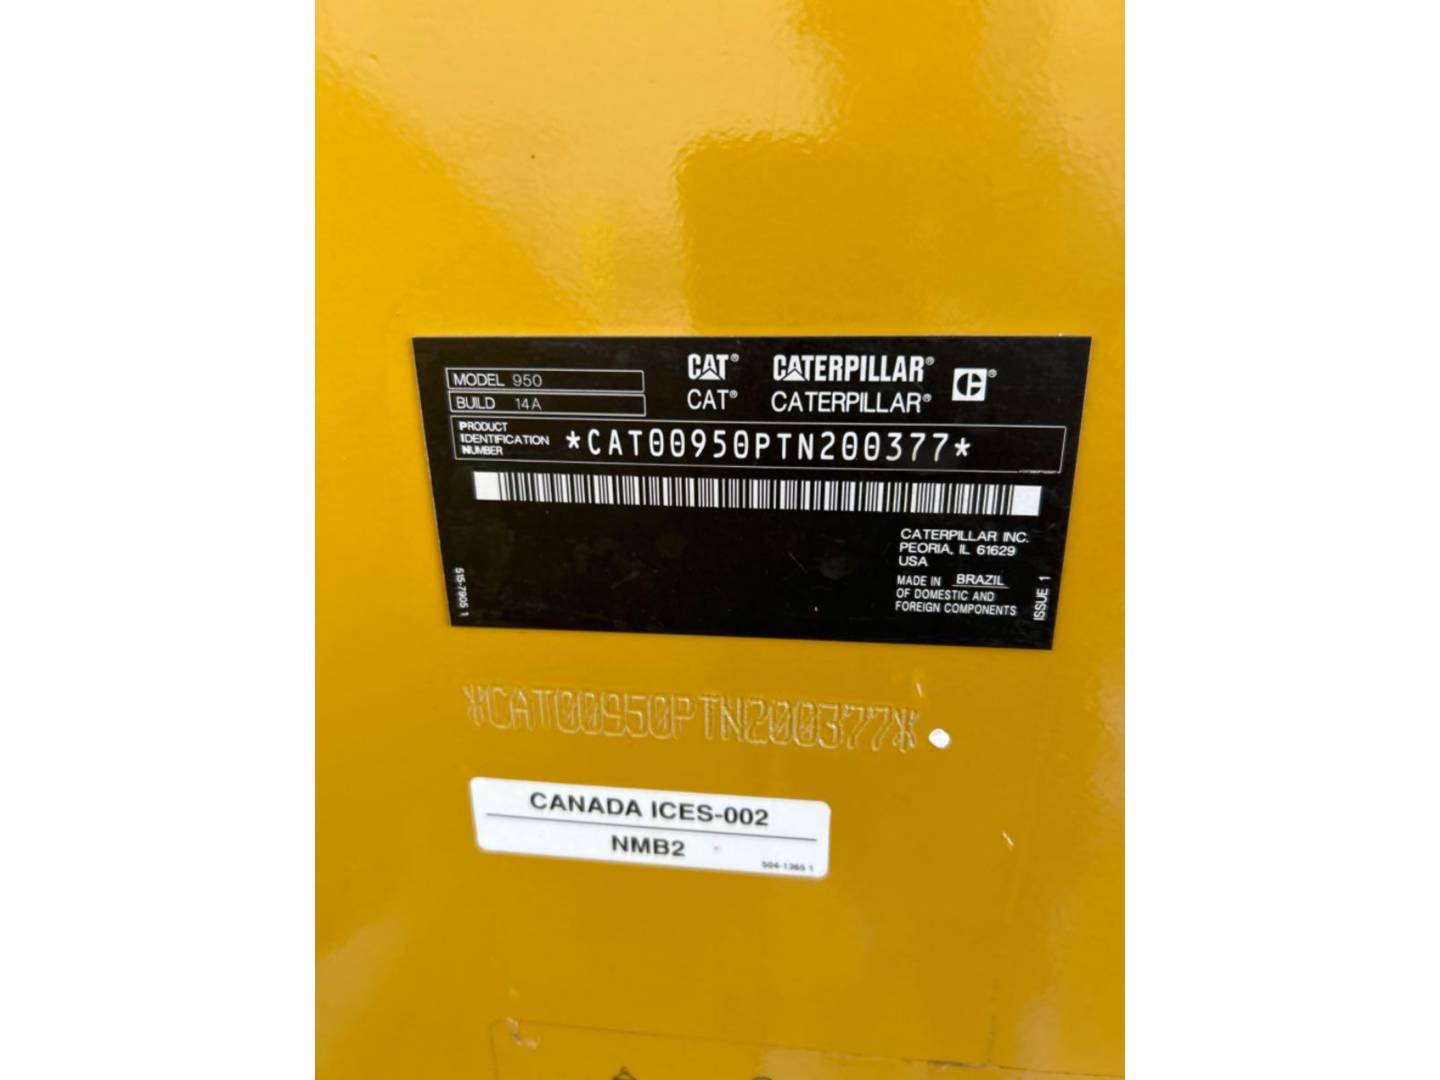 CAT® CATERPILLAR®
CAT® CATERPILLAR®
MODEL 950
BUILD 14A
PRODUCT
IDENTIFICATION
NUMBER
*CAT00950PTN200377*
CATERPILLAR INC.
PEORIA, IL 61629
USA
MADE IN BRAZIL
OF DOMESTIC AND
FOREIGN COMPONENTS
515-7905 1
ISSUE 1
*CAT00950PTN200377*
CANADA ICES-002
NMB2
504-1365 1